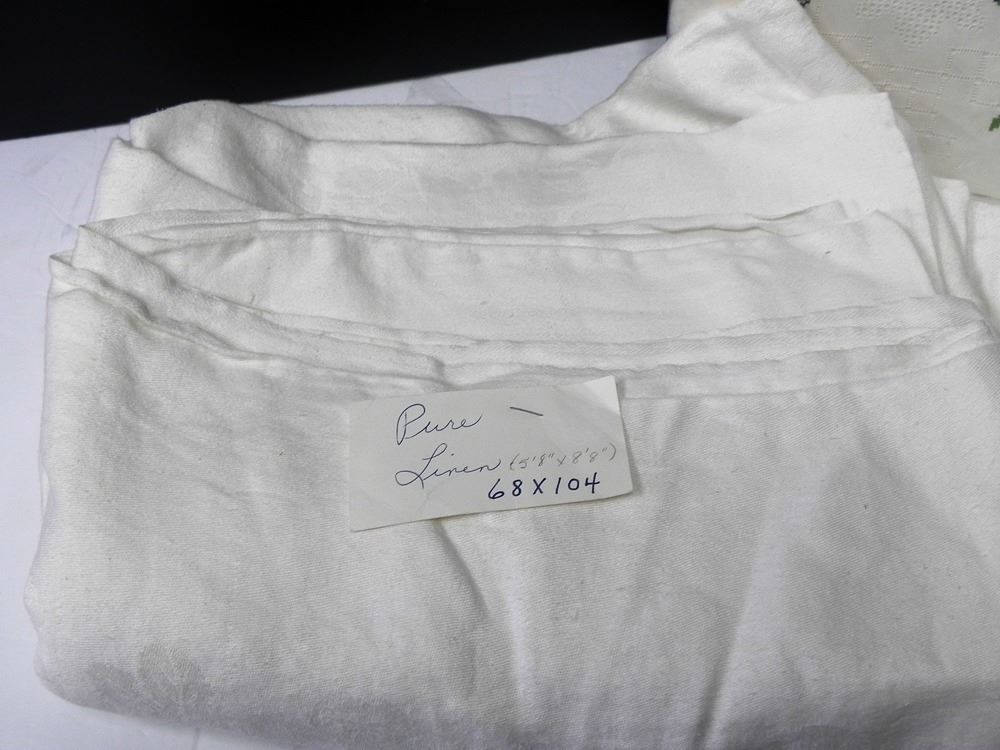 Pure —
Linen (5'8" x 8'8")
68 X 104